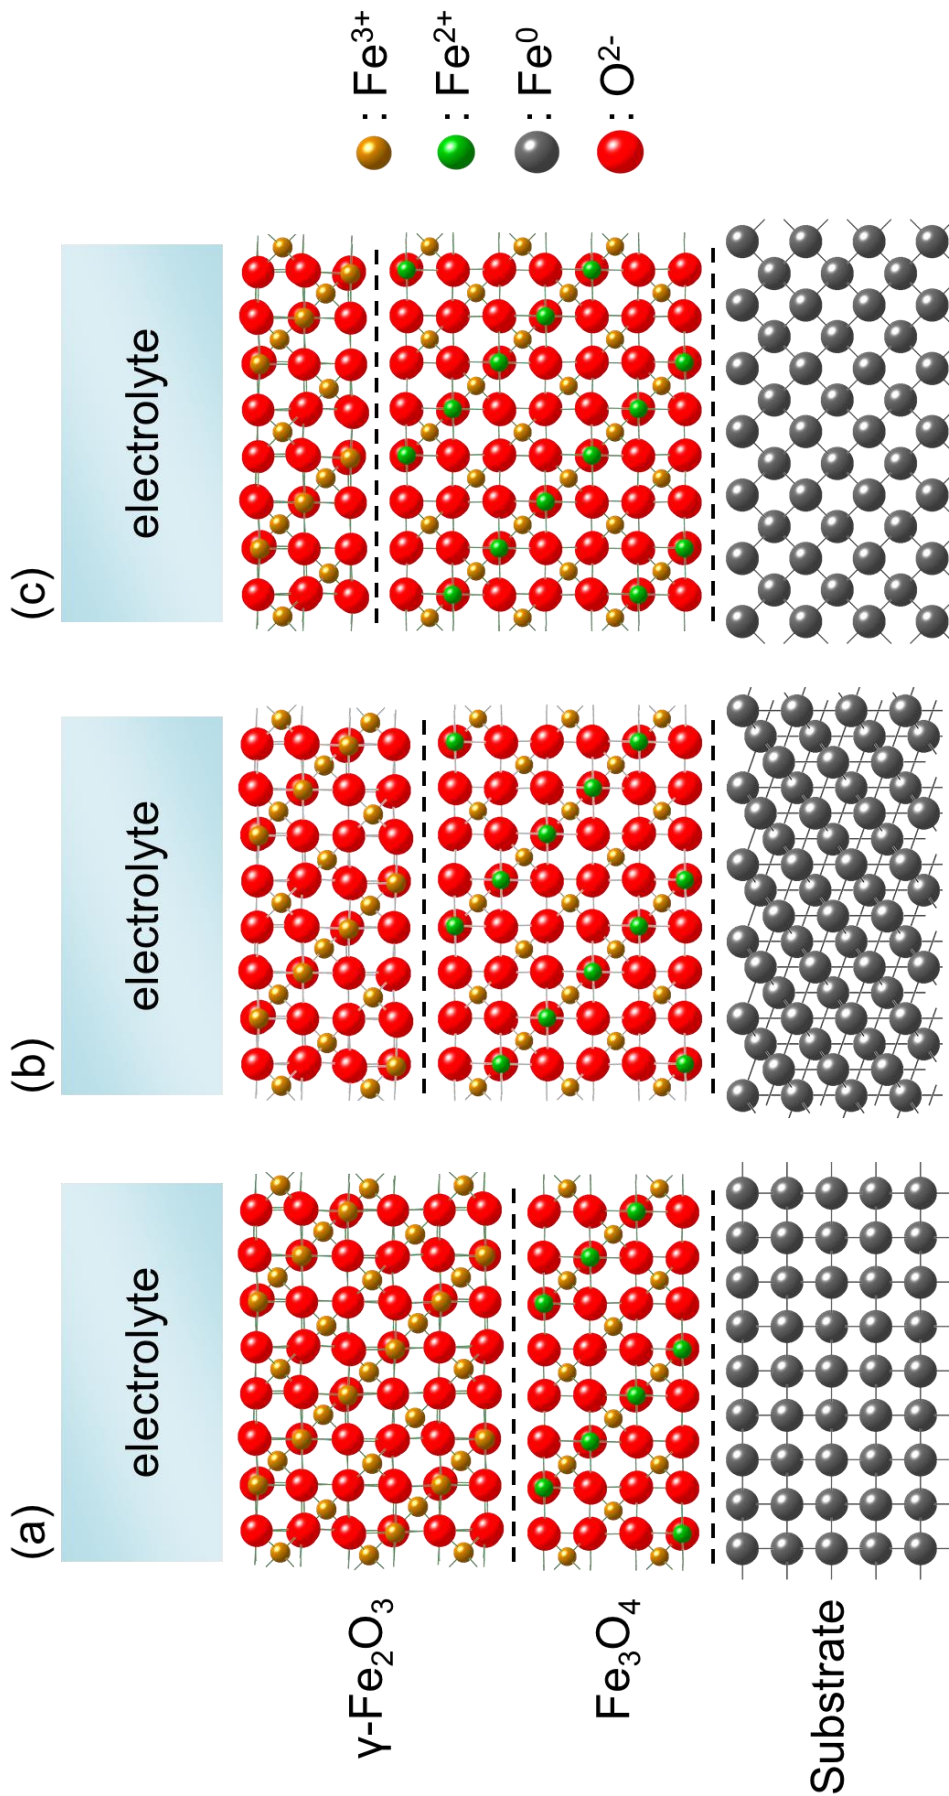 (a)
(b)
(c)
electrolyte
electrolyte
electrolyte
γ-Fe₂O₃
Fe₃O₄
Substrate
: Fe³⁺
: Fe²⁺
: Fe⁰
: O²⁻